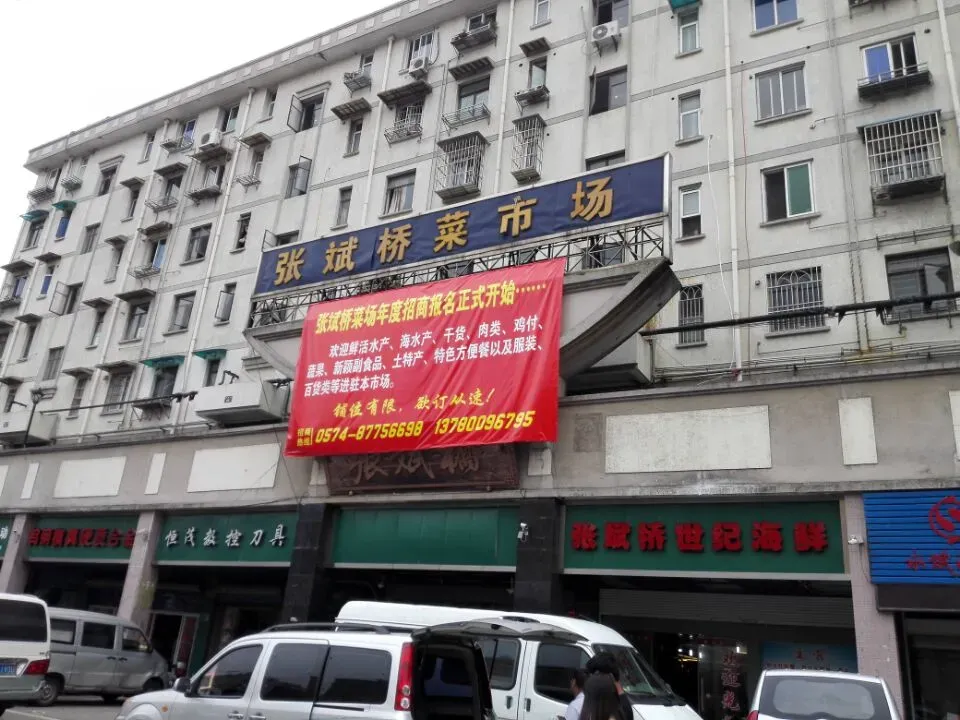 张斌桥菜市场
张斌桥菜场年度招商报名正式开始……
欢迎鲜活水产、海水产、干货、肉类、鸡付、
蔬果、新颖副食品、土特产、特色方便餐以及服装、
百货类等进驻本市场。
铺位有限，欲订从速！
招商热线 0574-87756698 13780096795
张斌桥
恒茂数控刀具
张斌桥世纪海鲜